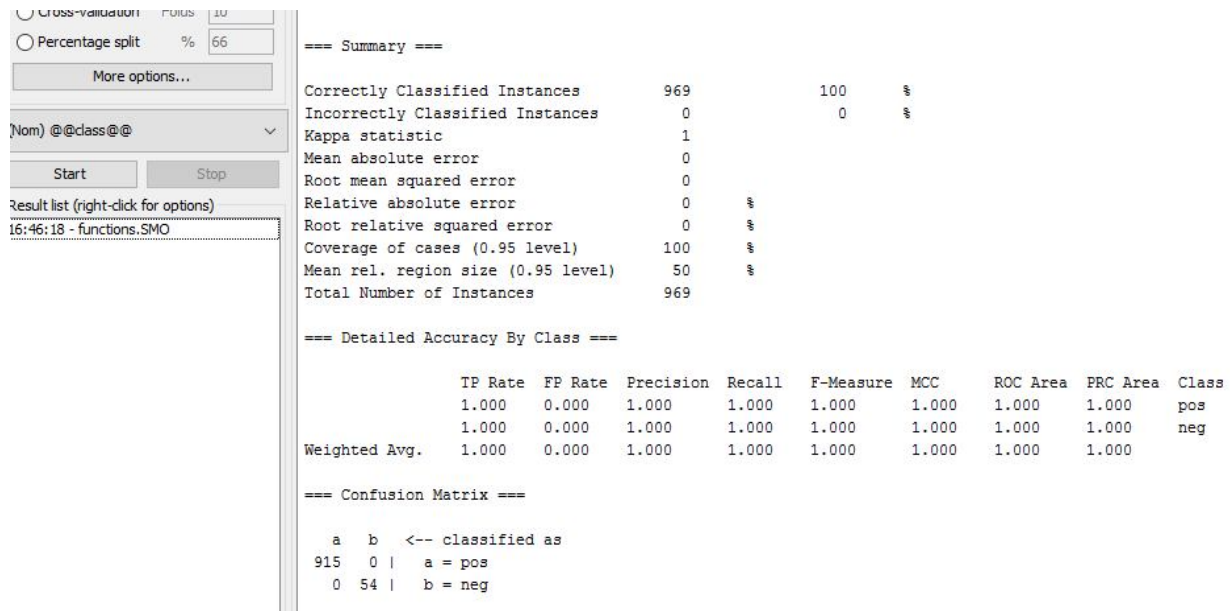 Cross-validation Folds 10
Percentage split % 66
More options...
(Nom) @@class@@
Start Stop
Result list (right-click for options)
16:46:18 - functions.SMO
=== Summary ===
Correctly Classified Instances 969 100 %
Incorrectly Classified Instances 0 0 %
Kappa statistic 1
Mean absolute error 0
Root mean squared error 0
Relative absolute error 0 %
Root relative squared error 0 %
Coverage of cases (0.95 level) 100 %
Mean rel. region size (0.95 level) 50 %
Total Number of Instances 969
=== Detailed Accuracy By Class ===
TP Rate FP Rate Precision Recall F-Measure MCC ROC Area PRC Area Class
1.000 0.000 1.000 1.000 1.000 1.000 1.000 1.000 pos
1.000 0.000 1.000 1.000 1.000 1.000 1.000 1.000 neg
Weighted Avg. 1.000 0.000 1.000 1.000 1.000 1.000 1.000 1.000
=== Confusion Matrix ===
a b <-- classified as
915 0 | a = pos
0 54 | b = neg